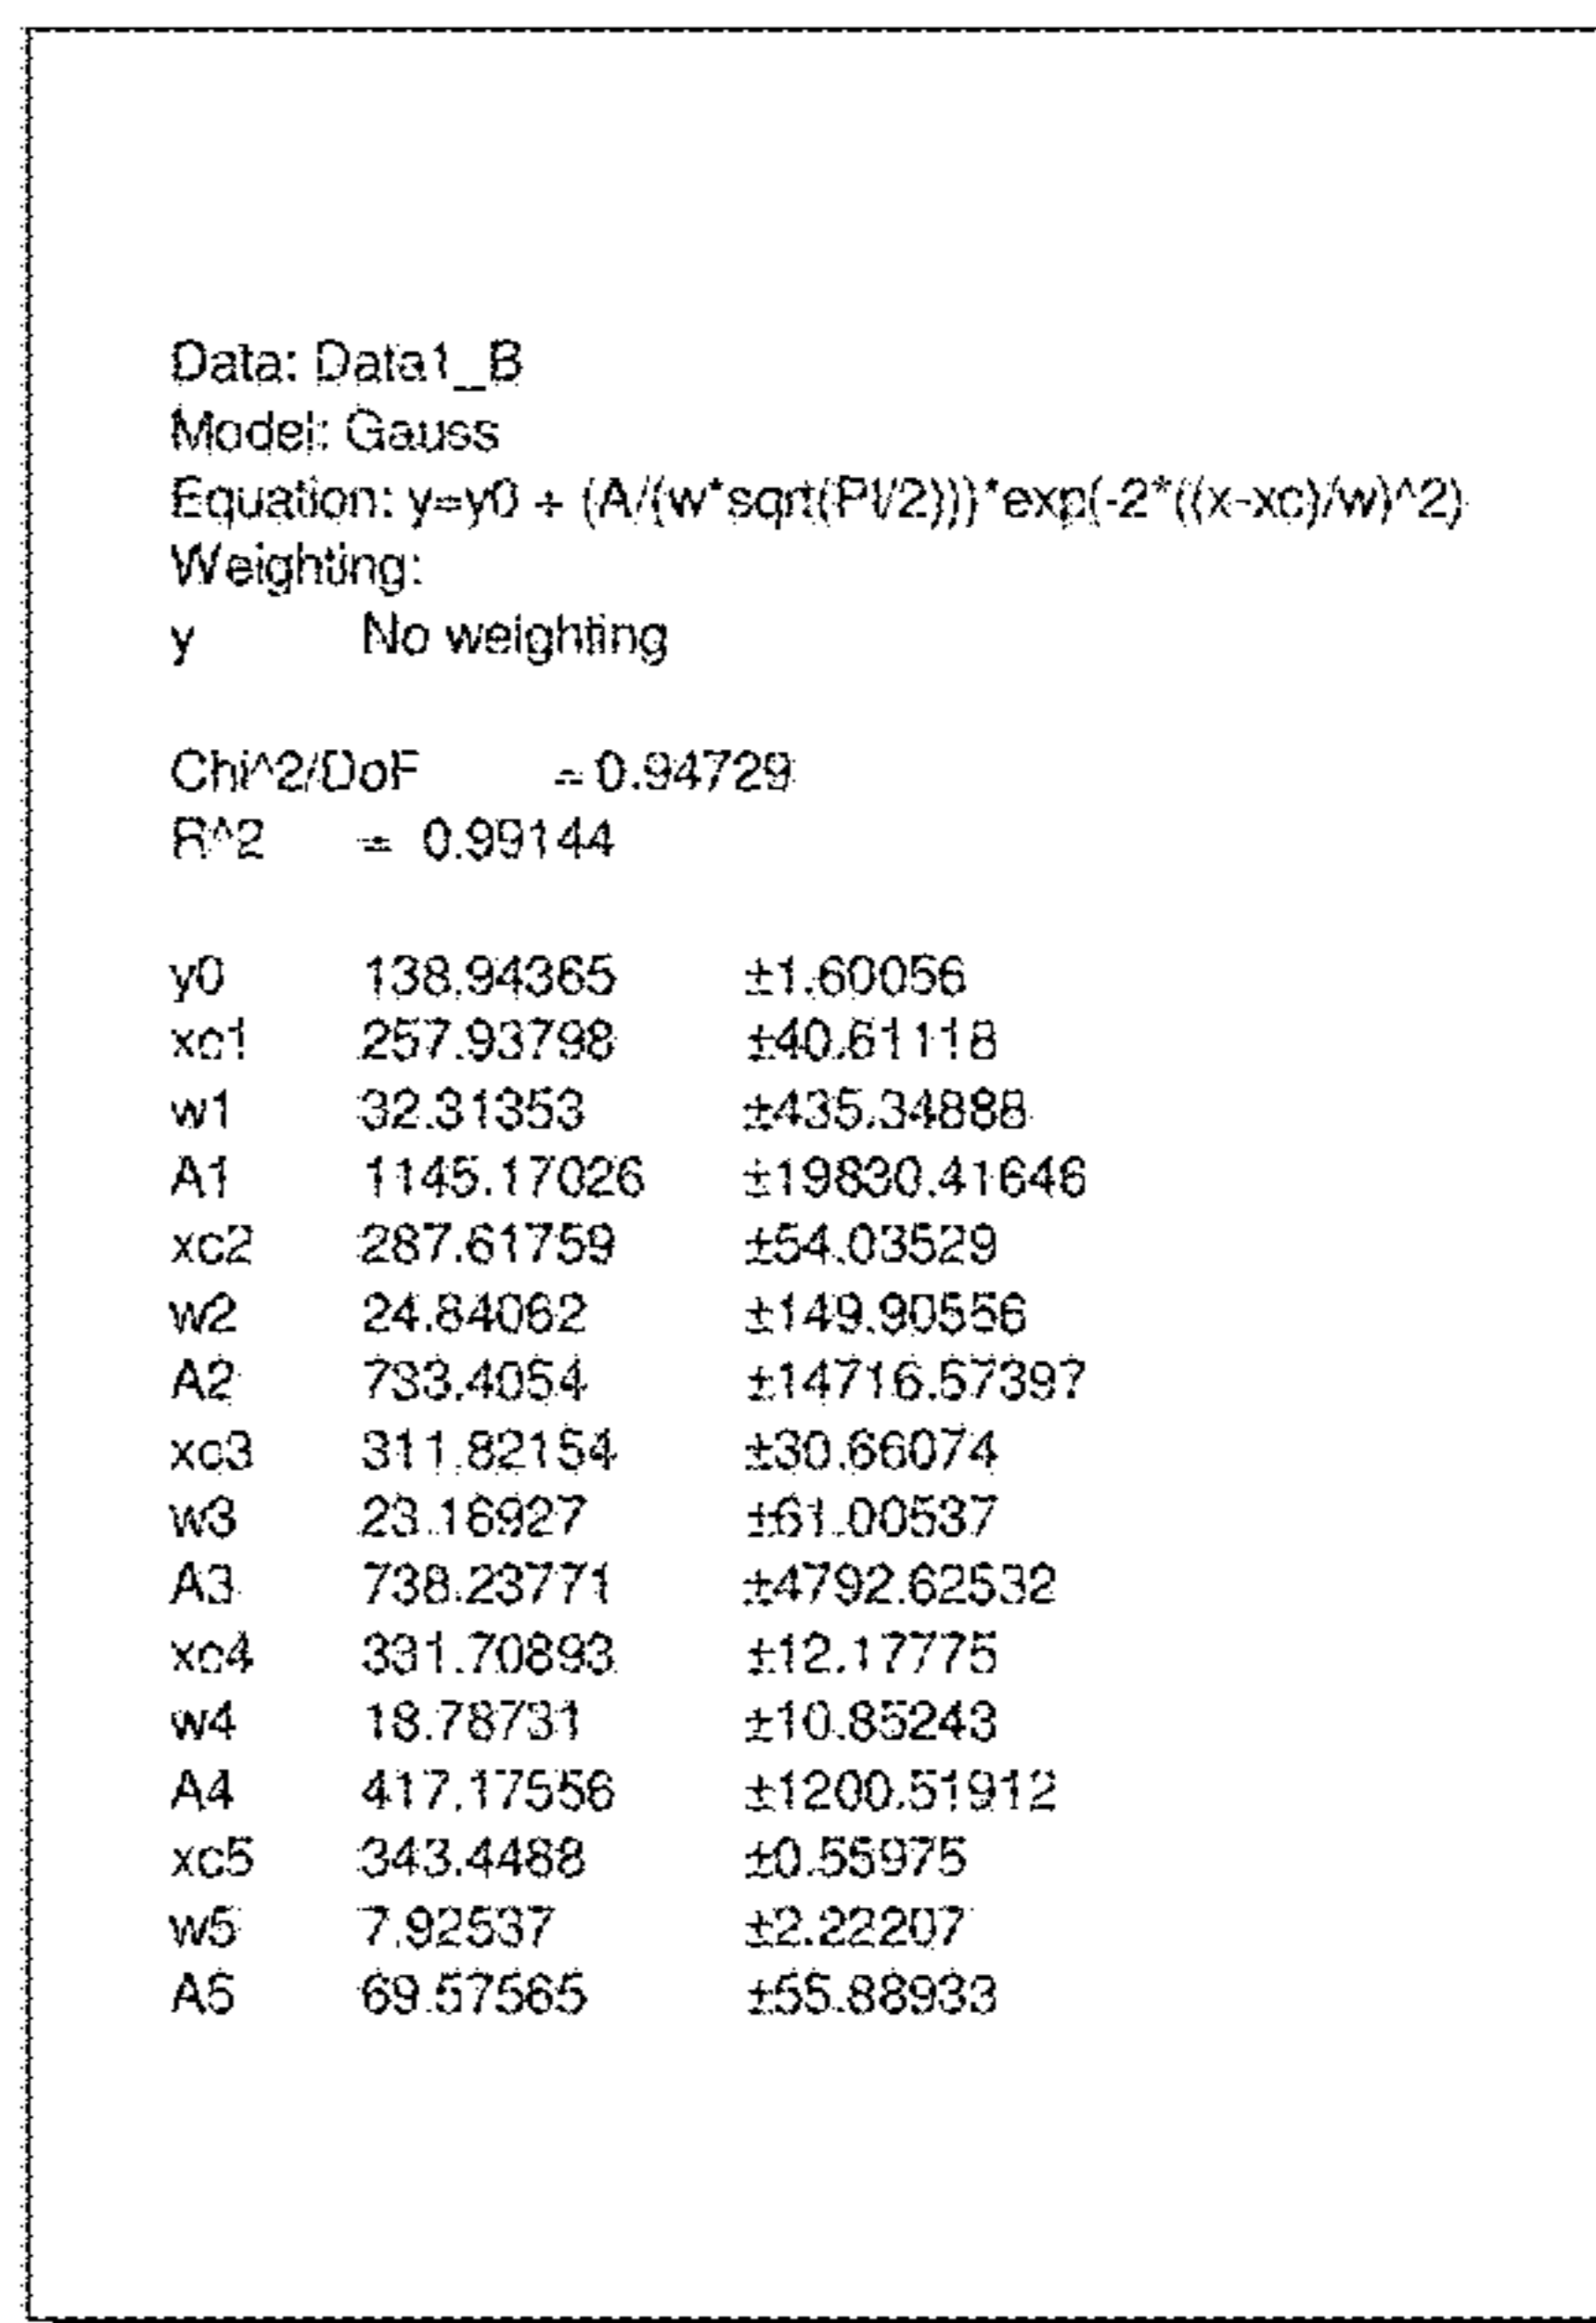 Data: Data1_B
Model: Gauss
Equation: y=y0 + (A/(w*sqrt(PI/2)))*exp(-2*((x-xc)/w)^2)
Weighting:
y No weighting
Chi^2/DoF = 0.94729
R^2 = 0.99144
y0 138.94365 ±1.60056
xc1 257.93798 ±40.61118
w1 32.31353 ±435.34888
A1 1145.17026 ±19830.41646
xc2 287.61759 ±54.03529
w2 24.84062 ±149.90556
A2 733.4054 ±14716.57397
xc3 311.82154 ±30.66074
w3 23.16927 ±61.00537
A3 738.23771 ±4792.62532
xc4 331.70893 ±12.17775
w4 18.78731 ±10.85243
A4 417.17556 ±1200.51912
xc5 343.4488 ±0.55975
w5 7.92537 ±2.22207
A5 69.57565 ±55.88933